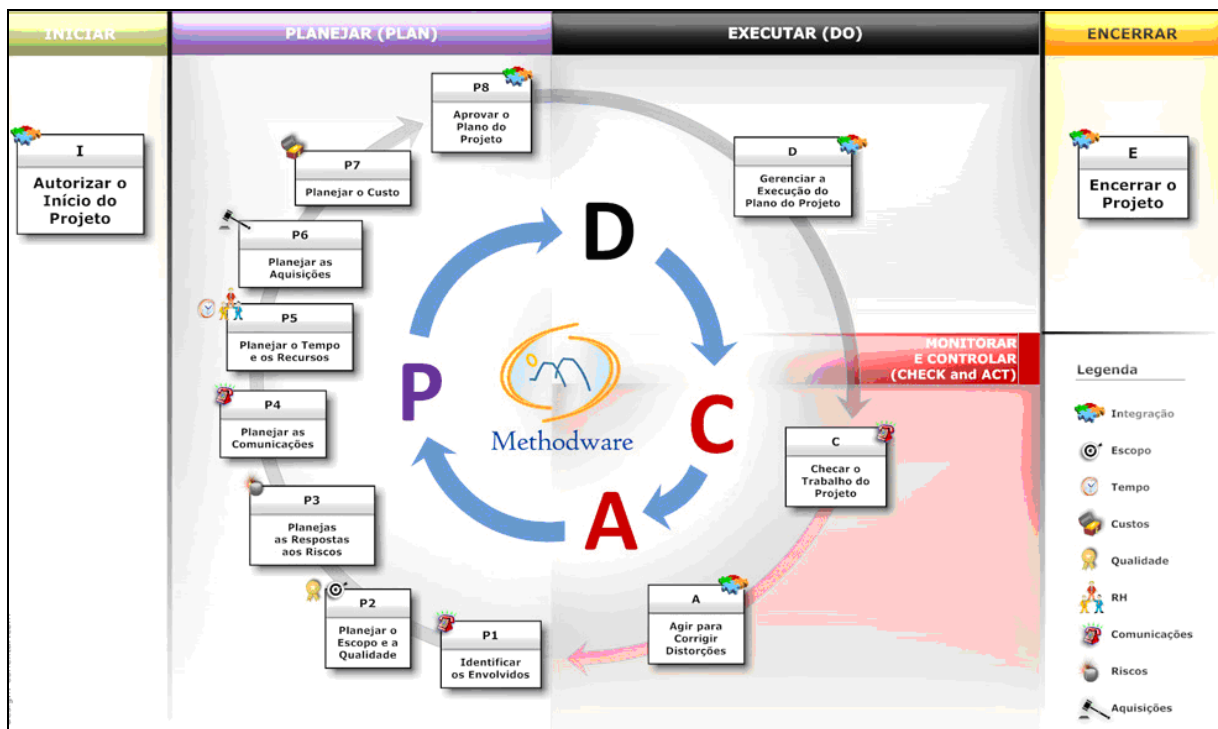 INICIAR
PLANEJAR (PLAN)
EXECUTAR (DO)
ENCERRAR
I
Autorizar o
Início do
Projeto
P8
Aprovar o
Plano do
Projeto
P7
Planejar o Custo
P6
Planejar as
Aquisições
P5
Planejar o Tempo
e os Recursos
P4
Planejar as
Comunicações
P3
Planejas
as Respostas
aos Riscos
P2
Planejar o
Escopo e a
Qualidade
P1
Identificar
os Envolvidos
D
Gerenciar a
Execução do
Plano do Projeto
E
Encerrar o
Projeto
D
P
C
A
Methodware
MONITORAR
E CONTROLAR
(CHECK and ACT)
C
Checar o
Trabalho do
Projeto
A
Agir para
Corrigir
Distorções
Legenda
Integração
Escopo
Tempo
Custos
Qualidade
RH
Comunicações
Riscos
Aquisições